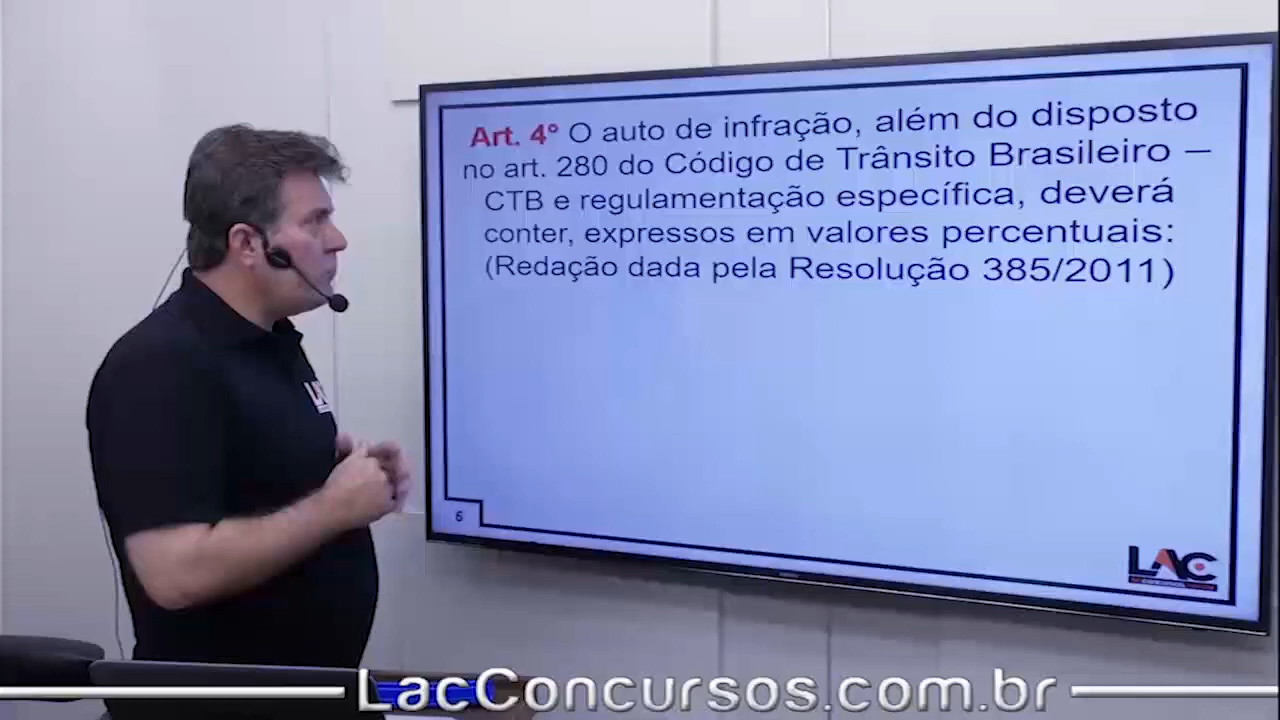 Art. 4º O auto de infração, além do disposto
no art. 280 do Código de Trânsito Brasileiro –
CTB e regulamentação específica, deverá
conter, expressos em valores percentuais:
(Redação dada pela Resolução 385/2011)
6
LAC
LacConcursos.com.br